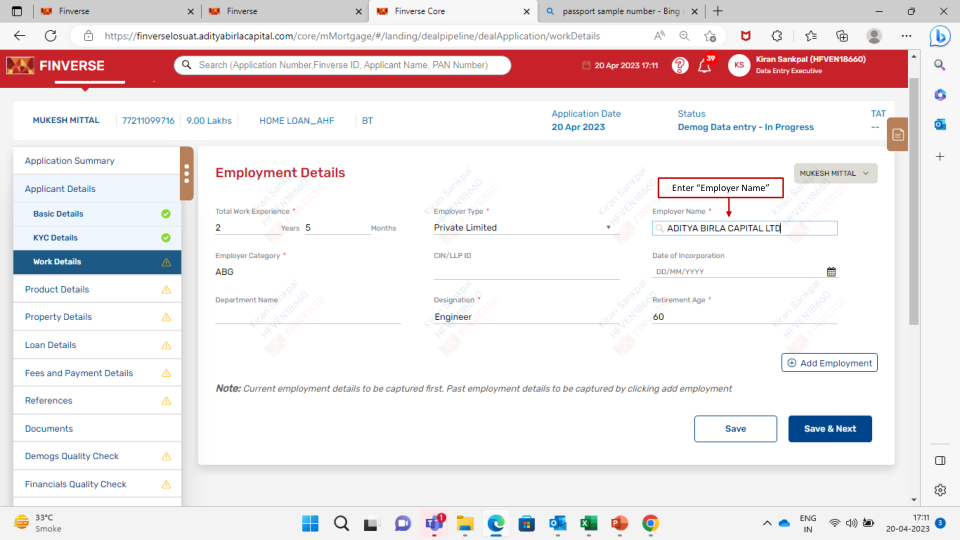 Finverse
Finverse
Finverse Core
passport sample number - Bing
https://finverselosuat.adityabirlacapital.com/core/mMortgage/#/landing/dealpipeline/dealApplication/workDetails
FINVERSE
Search (Application Number,Finverse ID, Applicant Name, PAN Number)
20 Apr 2023 17:11
39
KS
Kiran Sankpal (HFVEN18660)
Data Entry Executive
MUKESH MITTAL
77211099716
9.00 Lakhs
HOME LOAN_AHF
BT
Application Date
20 Apr 2023
Status
Demog Data entry - In Progress
TAT
--
Application Summary
Applicant Details
Basic Details
KYC Details
Work Details
Product Details
Property Details
Loan Details
Fees and Payment Details
References
Documents
Demogs Quality Check
Financials Quality Check
Employment Details
MUKESH MITTAL
Enter “Employer Name”
Total Work Experience *
2 Years 5 Months
Employer Type *
Private Limited
Employer Name *
ADITYA BIRLA CAPITAL LTD
Employer Category *
ABG
CIN/LLP ID
Date of Incorporation
DD/MM/YYYY
Department Name
Designation *
Engineer
Retirement Age *
60
Kiran Sankpal
HFVEN18660
FINVERSE
Add Employment
Note: Current employment details to be captured first. Past employment details to be captured by clicking add employment
Save
Save & Next
33°C
Smoke
1
ENG
IN
17:11
20-04-2023
3